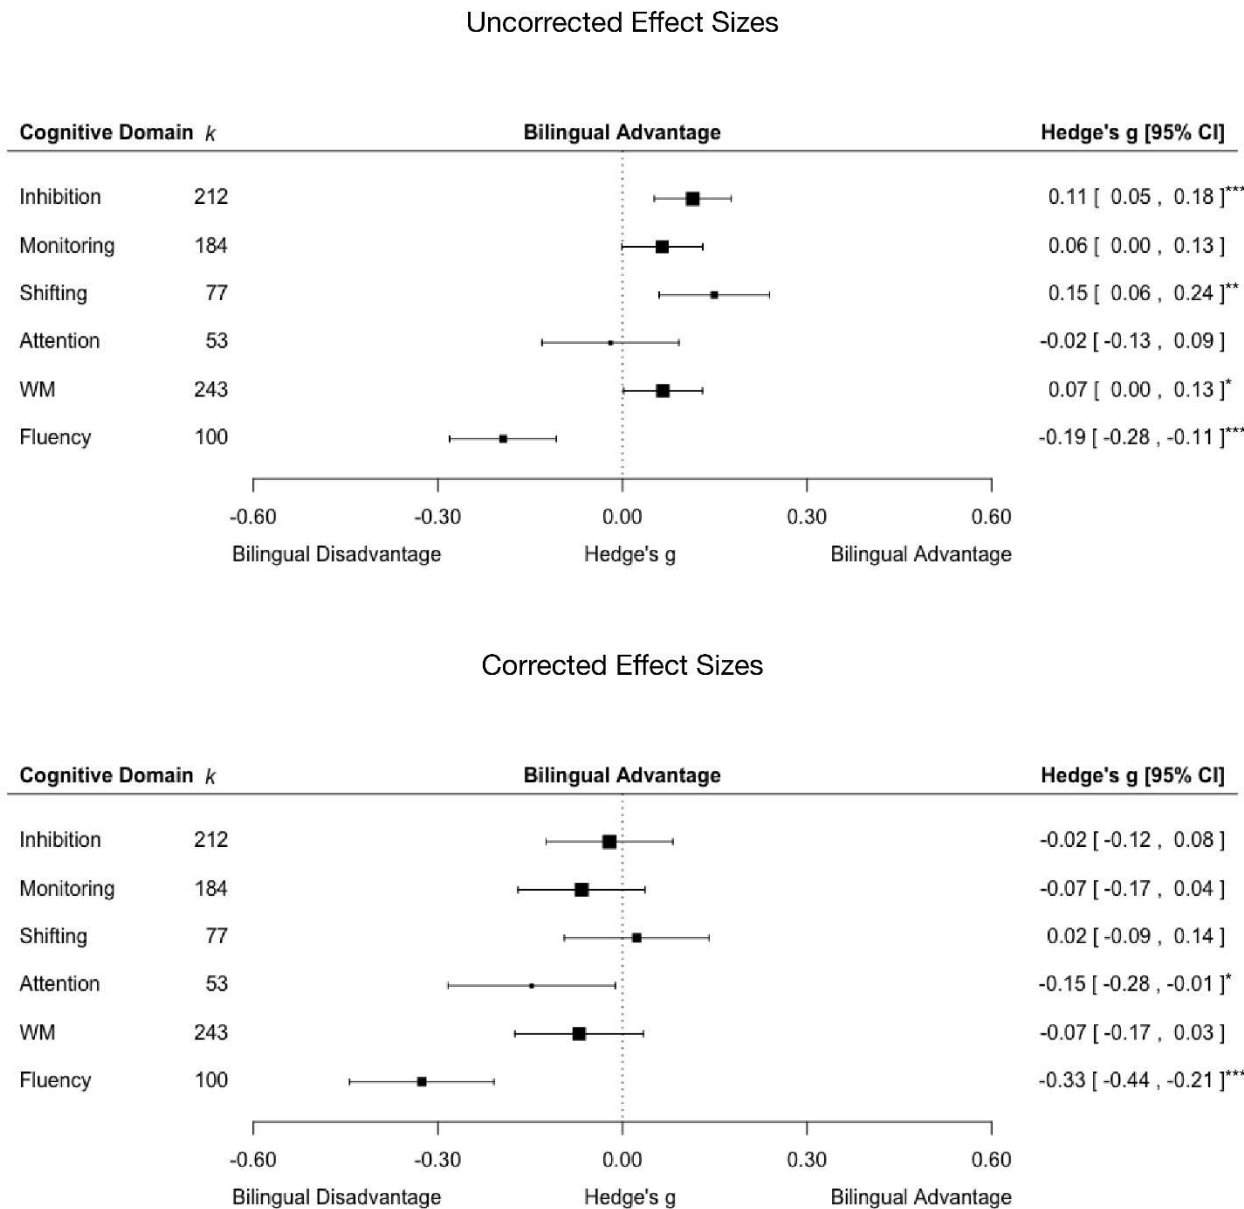 Uncorrected Effect Sizes
Cognitive Domain k Bilingual Advantage Hedge's g [95% CI]
Inhibition 212 0.11 [ 0.05 , 0.18 ]***
Monitoring 184 0.06 [ 0.00 , 0.13 ]
Shifting 77 0.15 [ 0.06 , 0.24 ]**
Attention 53 -0.02 [ -0.13 , 0.09 ]
WM 243 0.07 [ 0.00 , 0.13 ]*
Fluency 100 -0.19 [ -0.28 , -0.11 ]***
-0.60 -0.30 0.00 0.30 0.60
Bilingual Disadvantage Hedge's g Bilingual Advantage
Corrected Effect Sizes
Cognitive Domain k Bilingual Advantage Hedge's g [95% CI]
Inhibition 212 -0.02 [ -0.12 , 0.08 ]
Monitoring 184 -0.07 [ -0.17 , 0.04 ]
Shifting 77 0.02 [ -0.09 , 0.14 ]
Attention 53 -0.15 [ -0.28 , -0.01 ]*
WM 243 -0.07 [ -0.17 , 0.03 ]
Fluency 100 -0.33 [ -0.44 , -0.21 ]***
-0.60 -0.30 0.00 0.30 0.60
Bilingual Disadvantage Hedge's g Bilingual Advantage